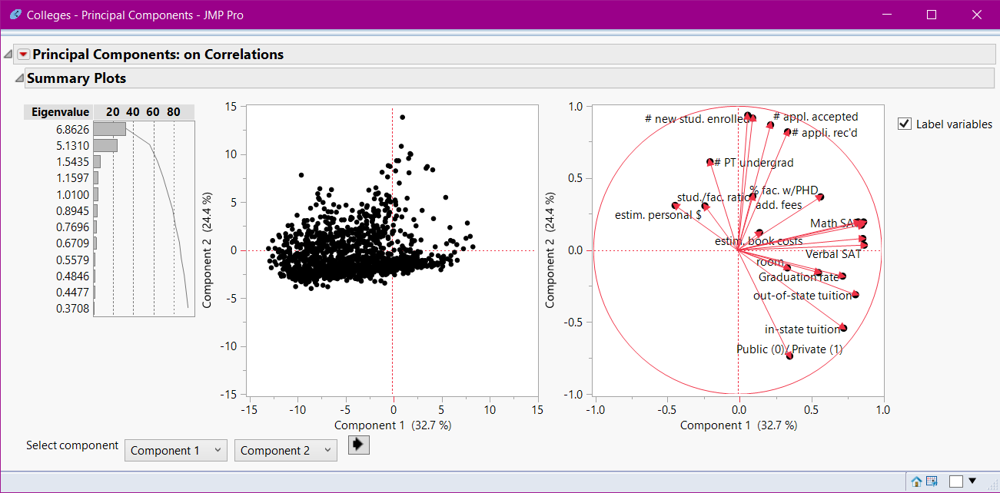 Colleges - Principal Components - JMP Pro
Principal Components: on Correlations
Summary Plots
Eigenvalue 20 40 60 80
6.8626
5.1310
1.5435
1.1597
1.0100
0.8945
0.7696
0.6709
0.5579
0.4846
0.4477
0.3708
15
10
5
0
-5
-10
-15
Component 2 (24.4 %)
-15 -10 -5 0 5 10 15
Component 1 (32.7 %)
1.0
0.5
0.0
-0.5
-1.0
Component 2 (24.4 %)
# new stud. enrolled
# appl. accepted
# appli. rec'd
# PT undergrad
% fac. w/PHD
stud./fac. ratio
add. fees
estim. personal $
Math SAT
estim. book costs
Verbal SAT
room
Graduation rate
out-of-state tuition
in-state tuition
Public (0)/ Private (1)
-1.0 -0.5 0.0 0.5 1.0
Component 1 (32.7 %)
Label variables
Select component Component 1 Component 2